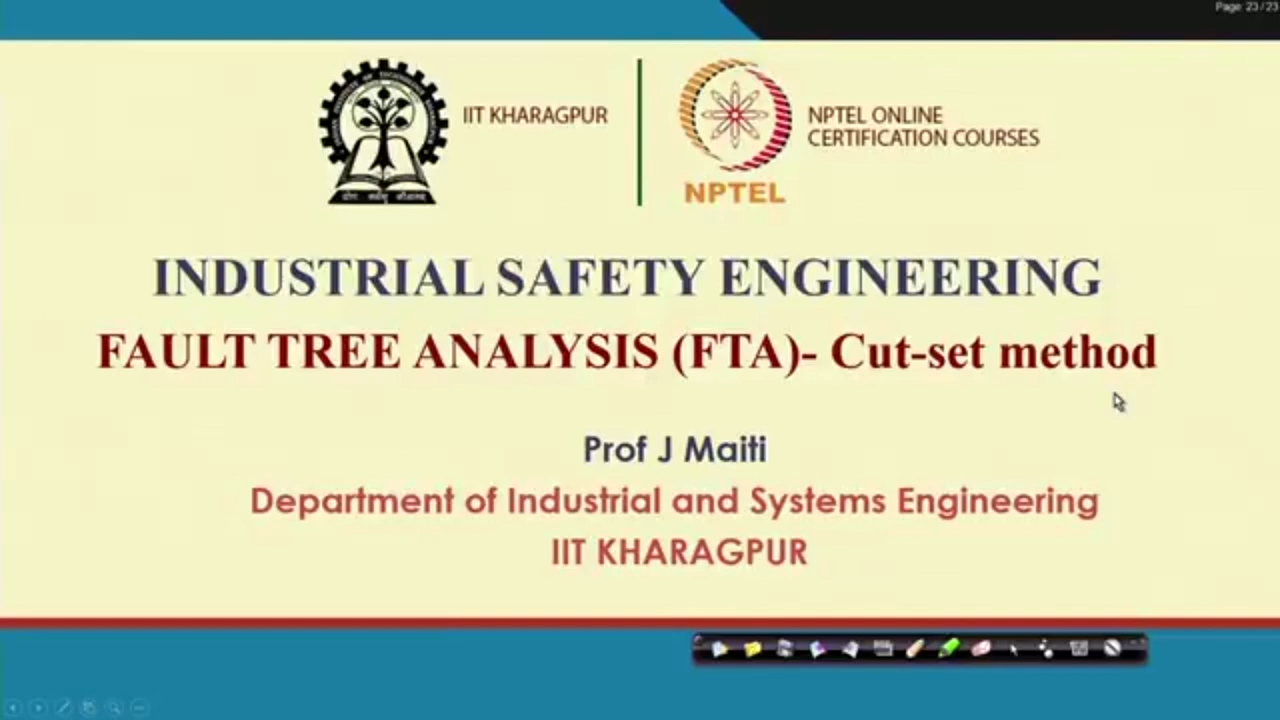 Page: 23/23
IIT KHARAGPUR
NPTEL ONLINE
CERTIFICATION COURSES
NPTEL
INDUSTRIAL SAFETY ENGINEERING
FAULT TREE ANALYSIS (FTA)- Cut-set method
Prof J Maiti
Department of Industrial and Systems Engineering
IIT KHARAGPUR